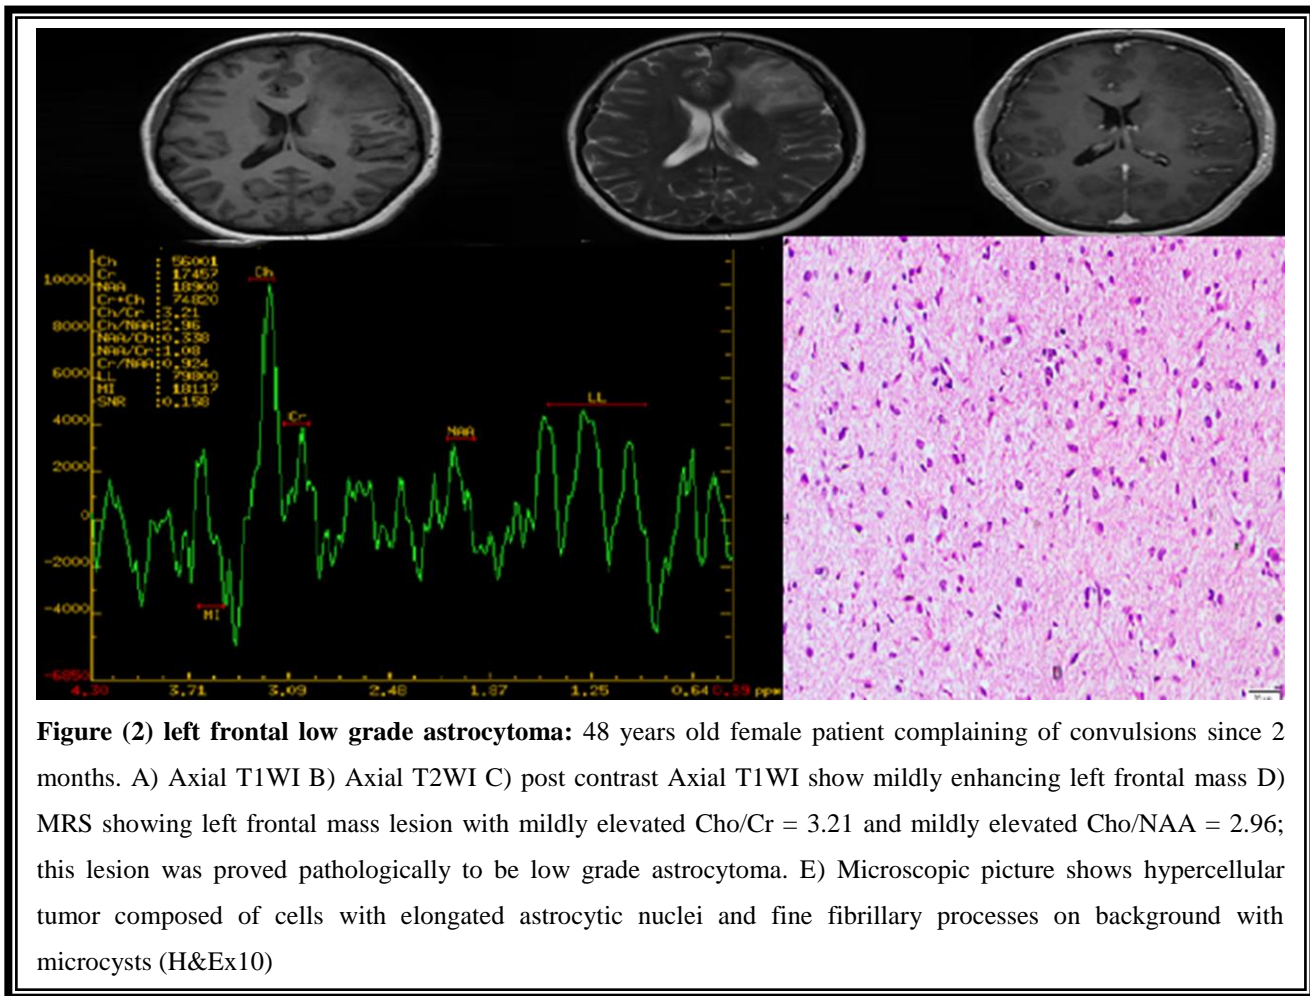 Ch : 56001
Cr : 17457
NAA : 18900
Cr+Ch : 74820
Ch/Cr :3.21
Ch/NAA:2.96
NAA/Ch:0.338
NAA/Cr:1.08
Cr/NAA:0.924
LL : 79800
MI : 18117
SNR :0.158
Ch
Cr
NAA
LL
MI
10000
8000
6000
4000
2000
0
-2000
-4000
-6850
4.30 3.71 3.09 2.48 1.87 1.25 0.64 0.39 ppm
Figure (2) left frontal low grade astrocytoma: 48 years old female patient complaining of convulsions since 2
months. A) Axial T1WI B) Axial T2WI C) post contrast Axial T1WI show mildly enhancing left frontal mass D)
MRS showing left frontal mass lesion with mildly elevated Cho/Cr = 3.21 and mildly elevated Cho/NAA = 2.96;
this lesion was proved pathologically to be low grade astrocytoma. E) Microscopic picture shows hypercellular
tumor composed of cells with elongated astrocytic nuclei and fine fibrillary processes on background with
microcysts (H&Ex10)